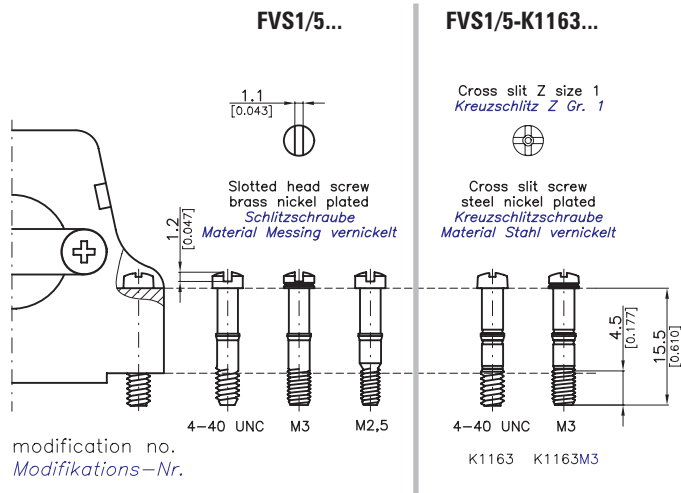 FVS1/5...
FVS1/5-K1163...
1.1
[0.043]
Cross slit Z size 1
Kreuzschlitz Z Gr. 1
Slotted head screw
brass nickel plated
Schlitzschraube
Material Messing vernickelt
Cross slit screw
steel nickel plated
Kreuzschlitzschraube
Material Stahl vernickelt
1.2
[0.047]
4.5
[0.177]
15.5
[0.610]
4-40 UNC
M3
M2,5
4-40 UNC
M3
modification no.
Modifikations-Nr.
K1163
K1163M3